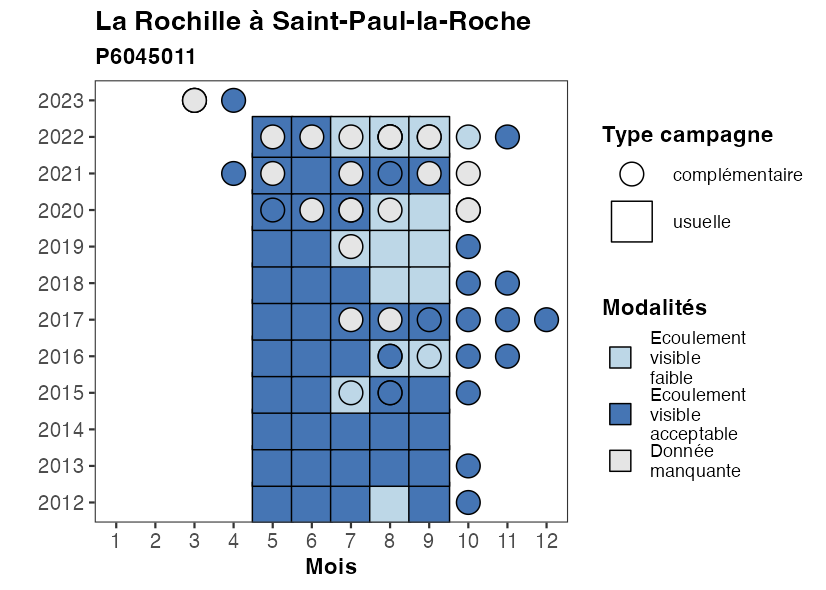 La Rochille à Saint-Paul-la-Roche
P6045011
2023
2022
2021
2020
2019
2018
2017
2016
2015
2014
2013
2012
1 2 3 4 5 6 7 8 9 10 11 12
Mois
Type campagne
complémentaire
usuelle
Modalités
Ecoulement
visible
faible
Ecoulement
visible
acceptable
Donnée
manquante